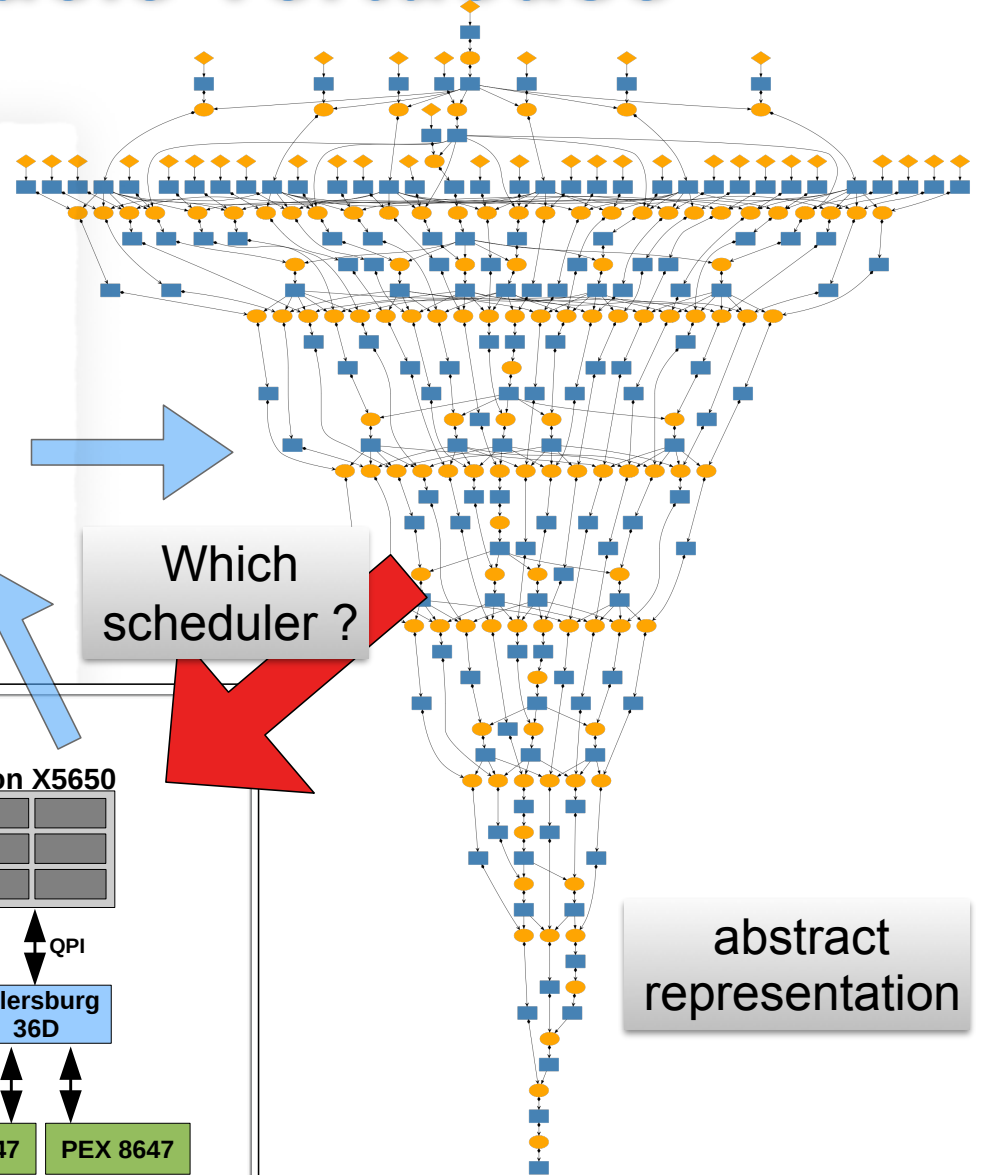 Which
scheduler ?
on X5650
QPI
lersburg
36D
47
PEX 8647
abstract
representation